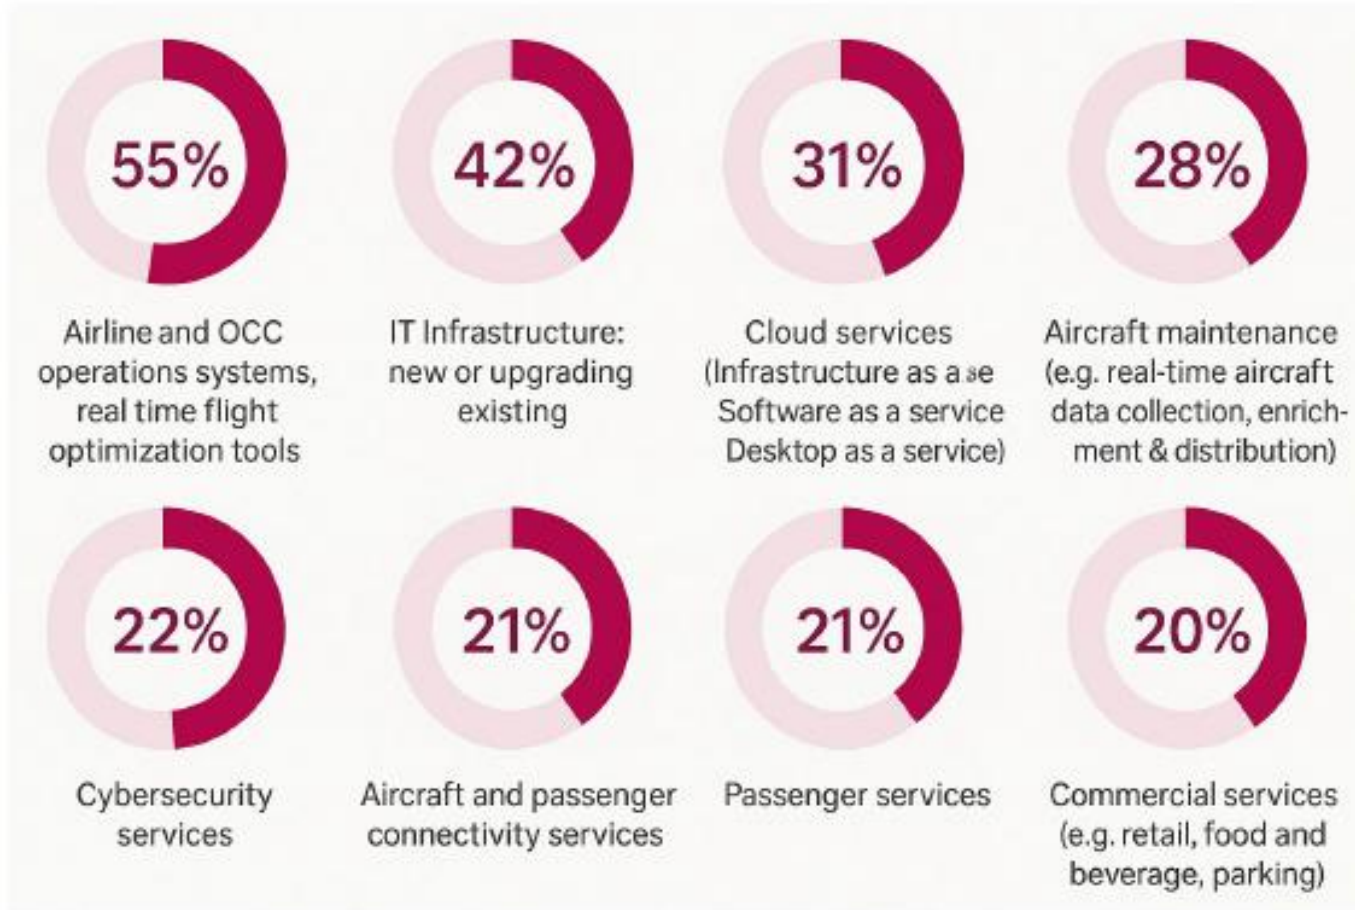 55%
42%
31%
28%
Airline and OCC
operations systems,
real time flight
optimization tools
IT Infrastructure:
new or upgrading
existing
Cloud services
(Infrastructure as a se
Software as a service
Desktop as a service)
Aircraft maintenance
(e.g. real-time aircraft
data collection, enrich-
ment & distribution)
22%
21%
21%
20%
Cybersecurity
services
Aircraft and passenger
connectivity services
Passenger services
Commercial services
(e.g. retail, food and
beverage, parking)